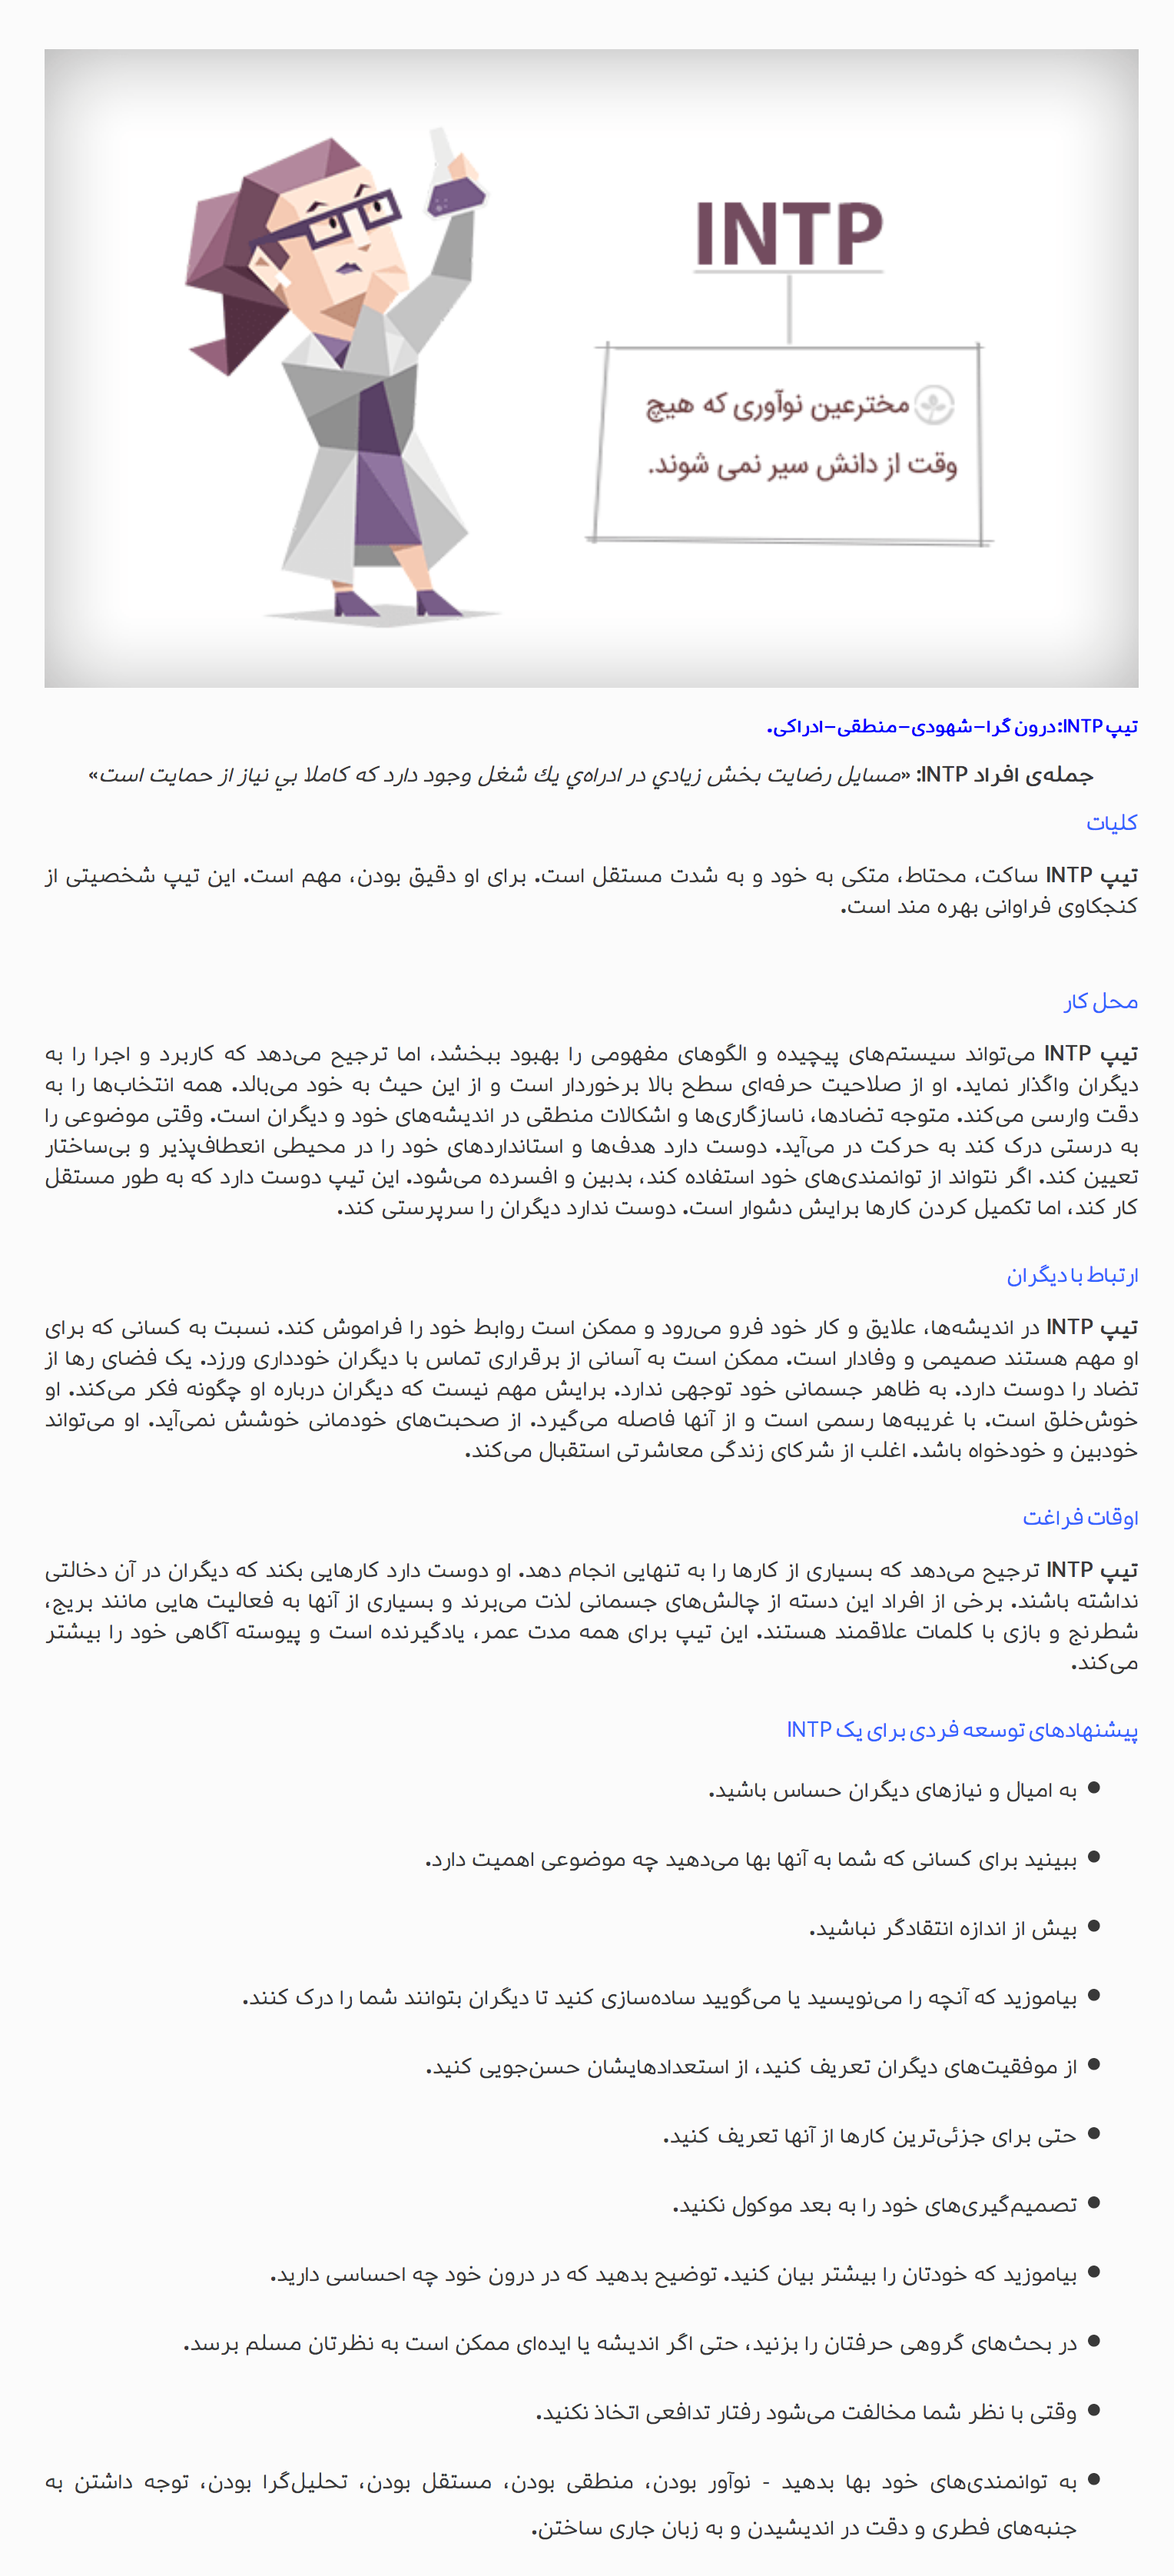 INTP
مخترعین نوآوری که هیچ
وقت از دانش سیر نمی شوند.
تیپ INTP:درون گرا–شهودی–منطقی–ادراکی.
جمله‌ی افراد INTP: «مسايل رضايت بخش زيادي در اداره‌ي يك شغل وجود دارد كه كاملا بي نياز از حمايت است»
کلیات
تیپ INTP ساکت، محتاط، متکی به خود و به شدت مستقل است. برای او دقیق بودن، مهم است. این تیپ شخصیتی از
کنجکاوی فراوانی بهره مند است.
محل کار
تیپ INTP می‌تواند سیستم‌های پیچیده و الگوهای مفهومی را بهبود ببخشد، اما ترجیح می‌دهد که کاربرد و اجرا را به
دیگران واگذار نماید. او از صلاحیت حرفه‌ای سطح بالا برخوردار است و از این حیث به خود می‌بالد. همه انتخاب‌ها را به
دقت وارسی می‌کند. متوجه تضادها، ناسازگاری‌ها و اشکالات منطقی در اندیشه‌های خود و دیگران است. وقتی موضوعی را
به درستی درک کند به حرکت در می‌آید. دوست دارد هدف‌ها و استانداردهای خود را در محیطی انعطاف‌پذیر و بی‌ساختار
تعیین کند. اگر نتواند از توانمندی‌های خود استفاده کند، بدبین و افسرده می‌شود. این تیپ دوست دارد که به طور مستقل
کار کند، اما تکمیل کردن کارها برایش دشوار است. دوست ندارد دیگران را سرپرستی کند.
ارتباط با دیگران
تیپ INTP در اندیشه‌ها، علایق و کار خود فرو می‌رود و ممکن است روابط خود را فراموش کند. نسبت به کسانی که برای
او مهم هستند صمیمی و وفادار است. ممکن است به آسانی از برقراری تماس با دیگران خودداری ورزد. یک فضای رها از
تضاد را دوست دارد. به ظاهر جسمانی خود توجهی ندارد. برایش مهم نیست که دیگران درباره او چگونه فکر می‌کند. او
خوش‌خلق است. با غریبه‌ها رسمی است و از آنها فاصله می‌گیرد. از صحبت‌های خودمانی خوشش نمی‌آید. او می‌تواند
خودبین و خودخواه باشد. اغلب از شرکای زندگی معاشرتی استقبال می‌کند.
اوقات فراغت
تیپ INTP ترجیح می‌دهد که بسیاری از کارها را به تنهایی انجام دهد. او دوست دارد کارهایی بکند که دیگران در آن دخالتی
نداشته باشند. برخی از افراد این دسته از چالش‌های جسمانی لذت می‌برند و بسیاری از آنها به فعالیت هایی مانند بریج،
شطرنج و بازی با کلمات علاقمند هستند. این تیپ برای همه مدت عمر، یادگیرنده است و پیوسته آگاهی خود را بیشتر
می‌کند.
پیشنهادهای توسعه فردی برای یک INTP
● به امیال و نیازهای دیگران حساس باشید.
● ببینید برای کسانی که شما به آنها بها می‌دهید چه موضوعی اهمیت دارد.
● بیش از اندازه انتقادگر نباشید.
● بیاموزید که آنچه را می‌نویسید یا می‌گویید ساده‌سازی کنید تا دیگران بتوانند شما را درک کنند.
● از موفقیت‌های دیگران تعریف کنید، از استعدادهایشان حسن‌جویی کنید.
● حتی برای جزئی‌ترین کارها از آنها تعریف کنید.
● تصمیم‌گیری‌های خود را به بعد موکول نکنید.
● بیاموزید که خودتان را بیشتر بیان کنید. توضیح بدهید که در درون خود چه احساسی دارید.
● در بحث‌های گروهی حرفتان را بزنید، حتی اگر اندیشه یا ایده‌ای ممکن است به نظرتان مسلم برسد.
● وقتی با نظر شما مخالفت می‌شود رفتار تدافعی اتخاذ نکنید.
● به توانمندی‌های خود بها بدهید - نوآور بودن، منطقی بودن، مستقل بودن، تحلیل‌گرا بودن، توجه داشتن به
جنبه‌های فطری و دقت در اندیشیدن و به زبان جاری ساختن.